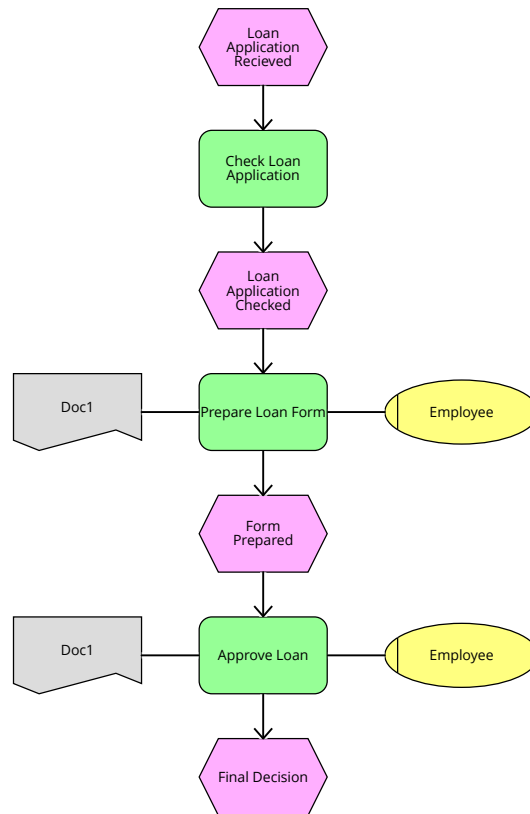 Loan
Application
Recieved
Check Loan
Application
Loan
Application
Checked
Doc1
Prepare Loan Form
Employee
Form
Prepared
Doc1
Approve Loan
Employee
Final Decision